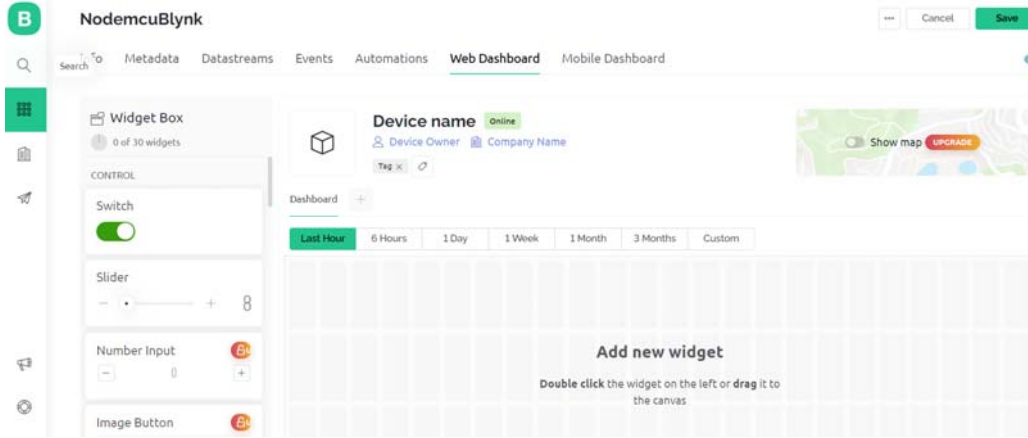 B
NodemcuBlynk
Cancel
Save
Search
fo
Metadata
Datastreams
Events
Automations
Web Dashboard
Mobile Dashboard
Widget Box
0 of 30 widgets
CONTROL
Switch
Slider
8
Number Input
0
Image Button
Device name
Online
Device Owner
Company Name
Tag ×
Show map
UPGRADE
Dashboard
Last Hour
6 Hours
1 Day
1 Week
1 Month
3 Months
Custom
Add new widget
Double click the widget on the left or drag it to
the canvas